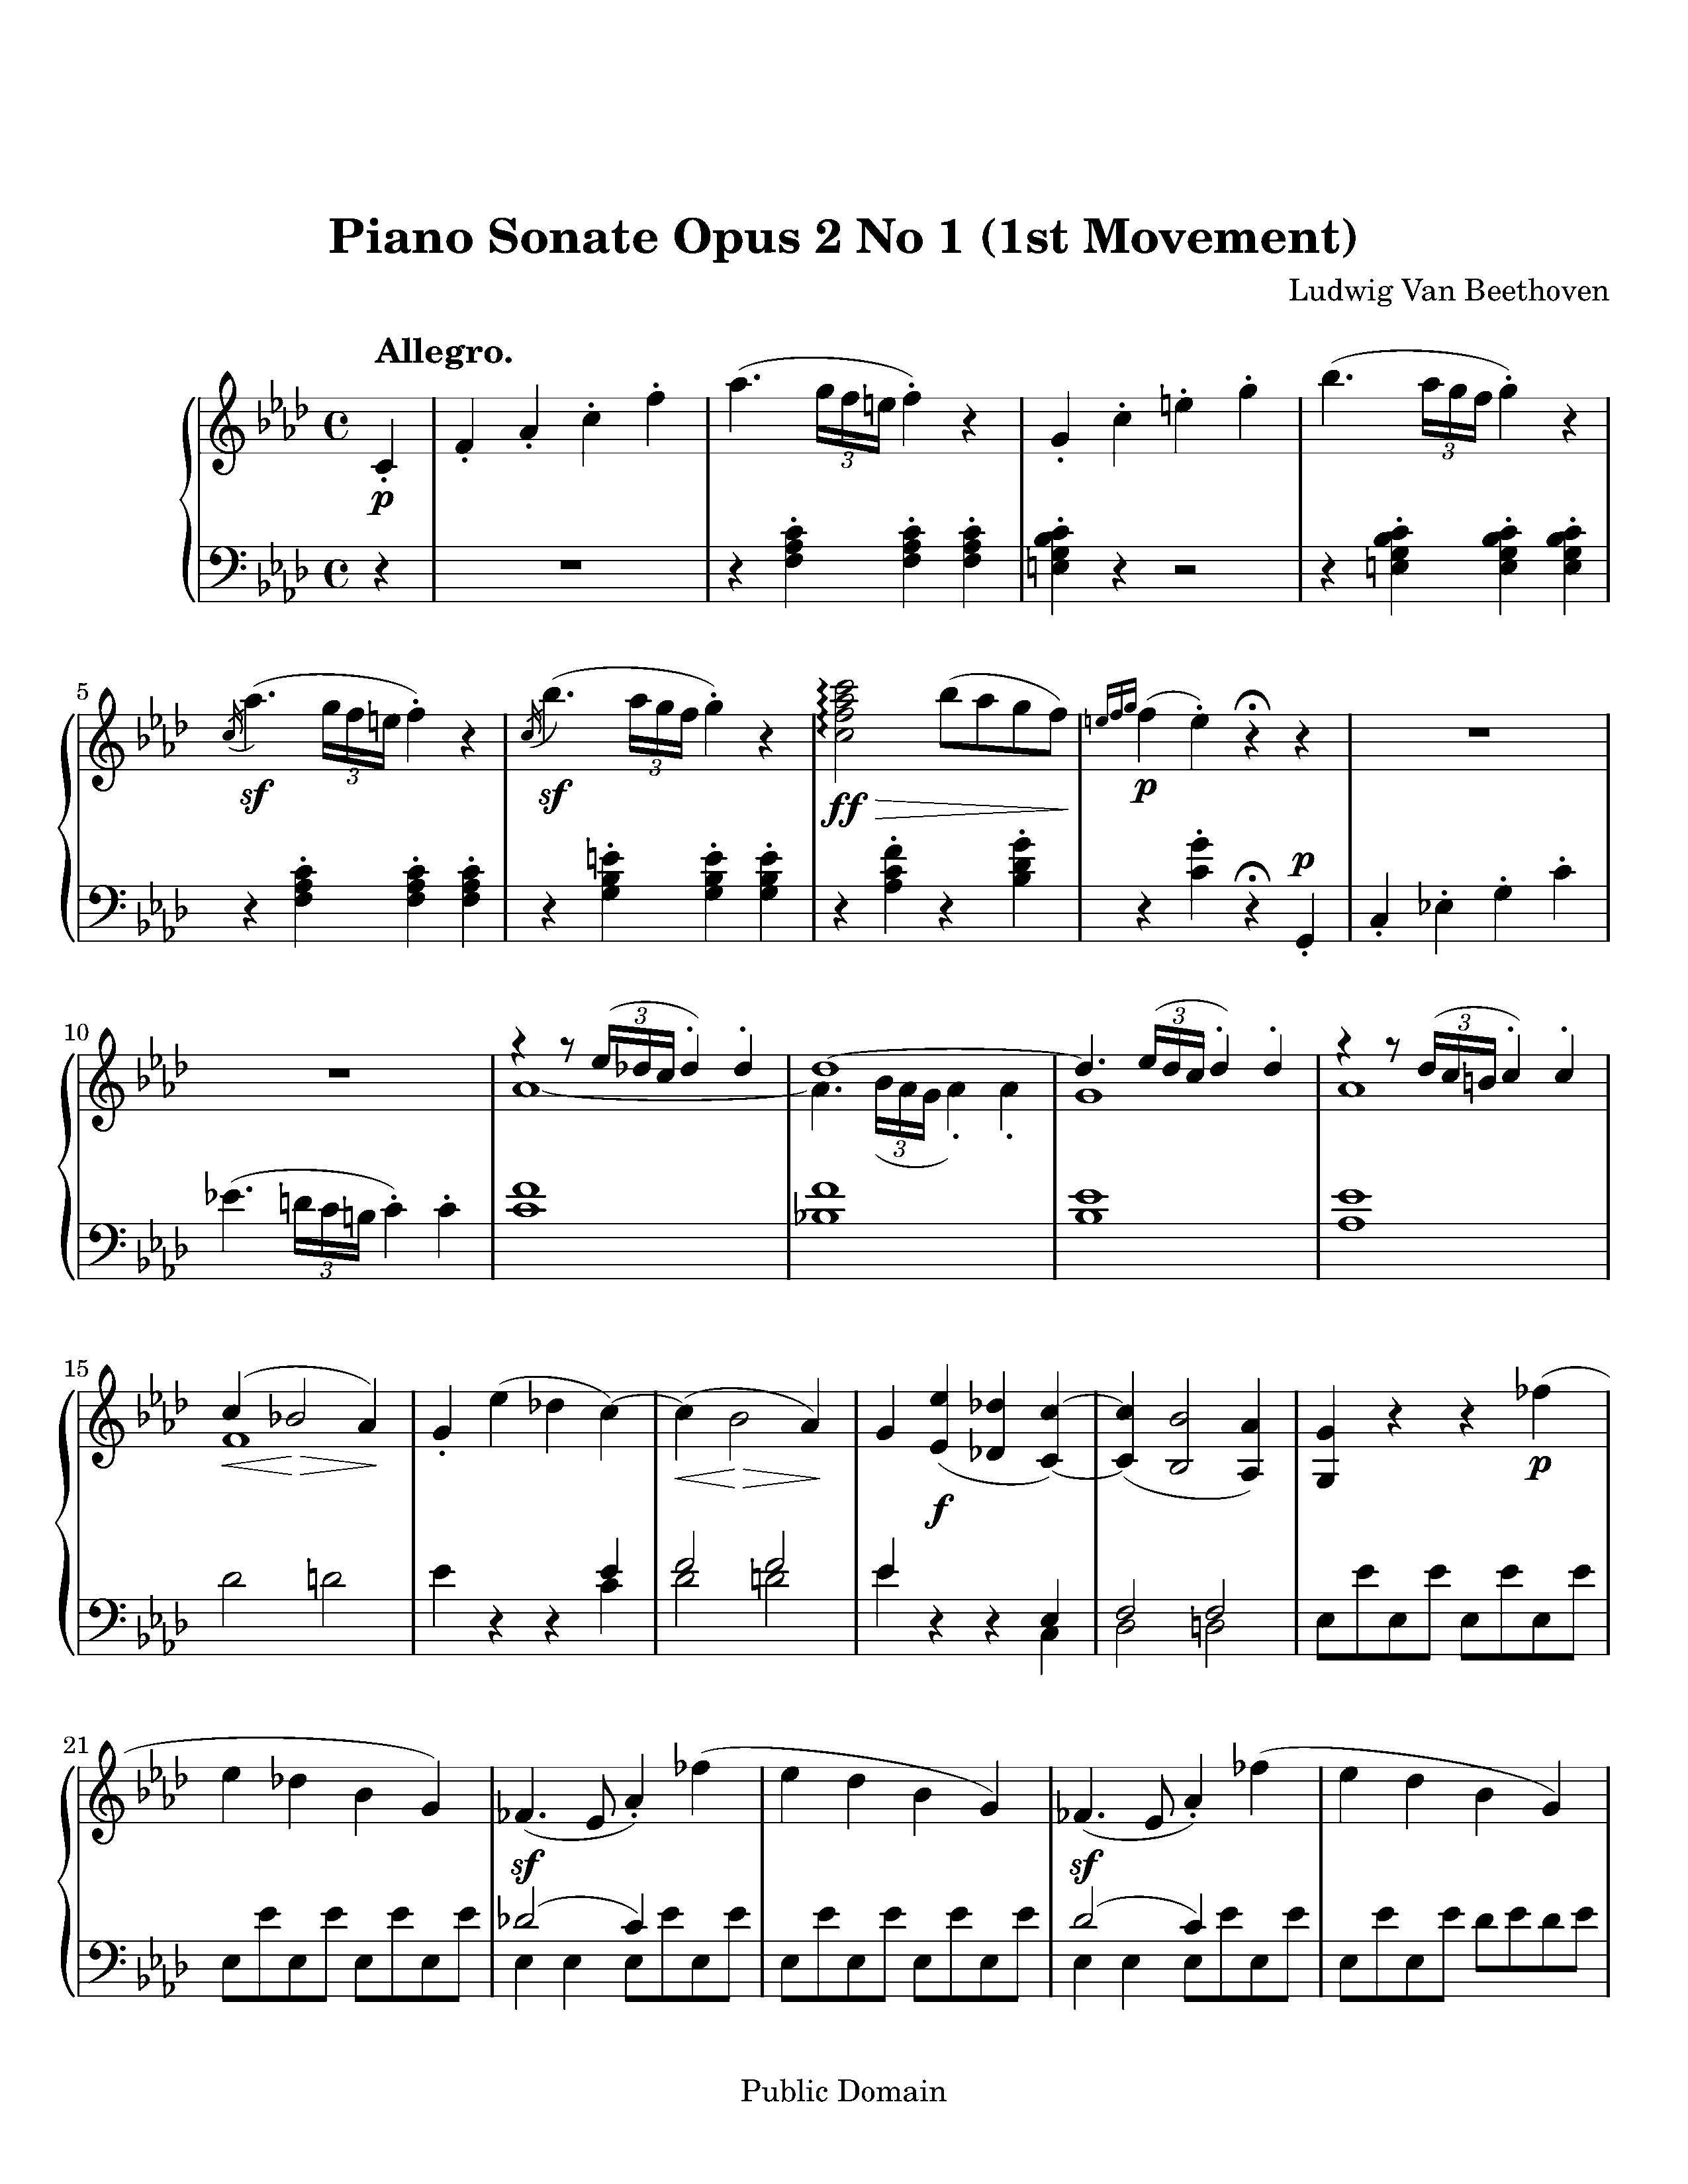 Piano Sonate Opus 2 No 1 (1st Movement)
Ludwig Van Beethoven
Allegro.
p
3
3
5
sf
3
sf
3
ff
p
p
3
10
3
3
3
3
15
f
p
21
sf
sf
Public Domain